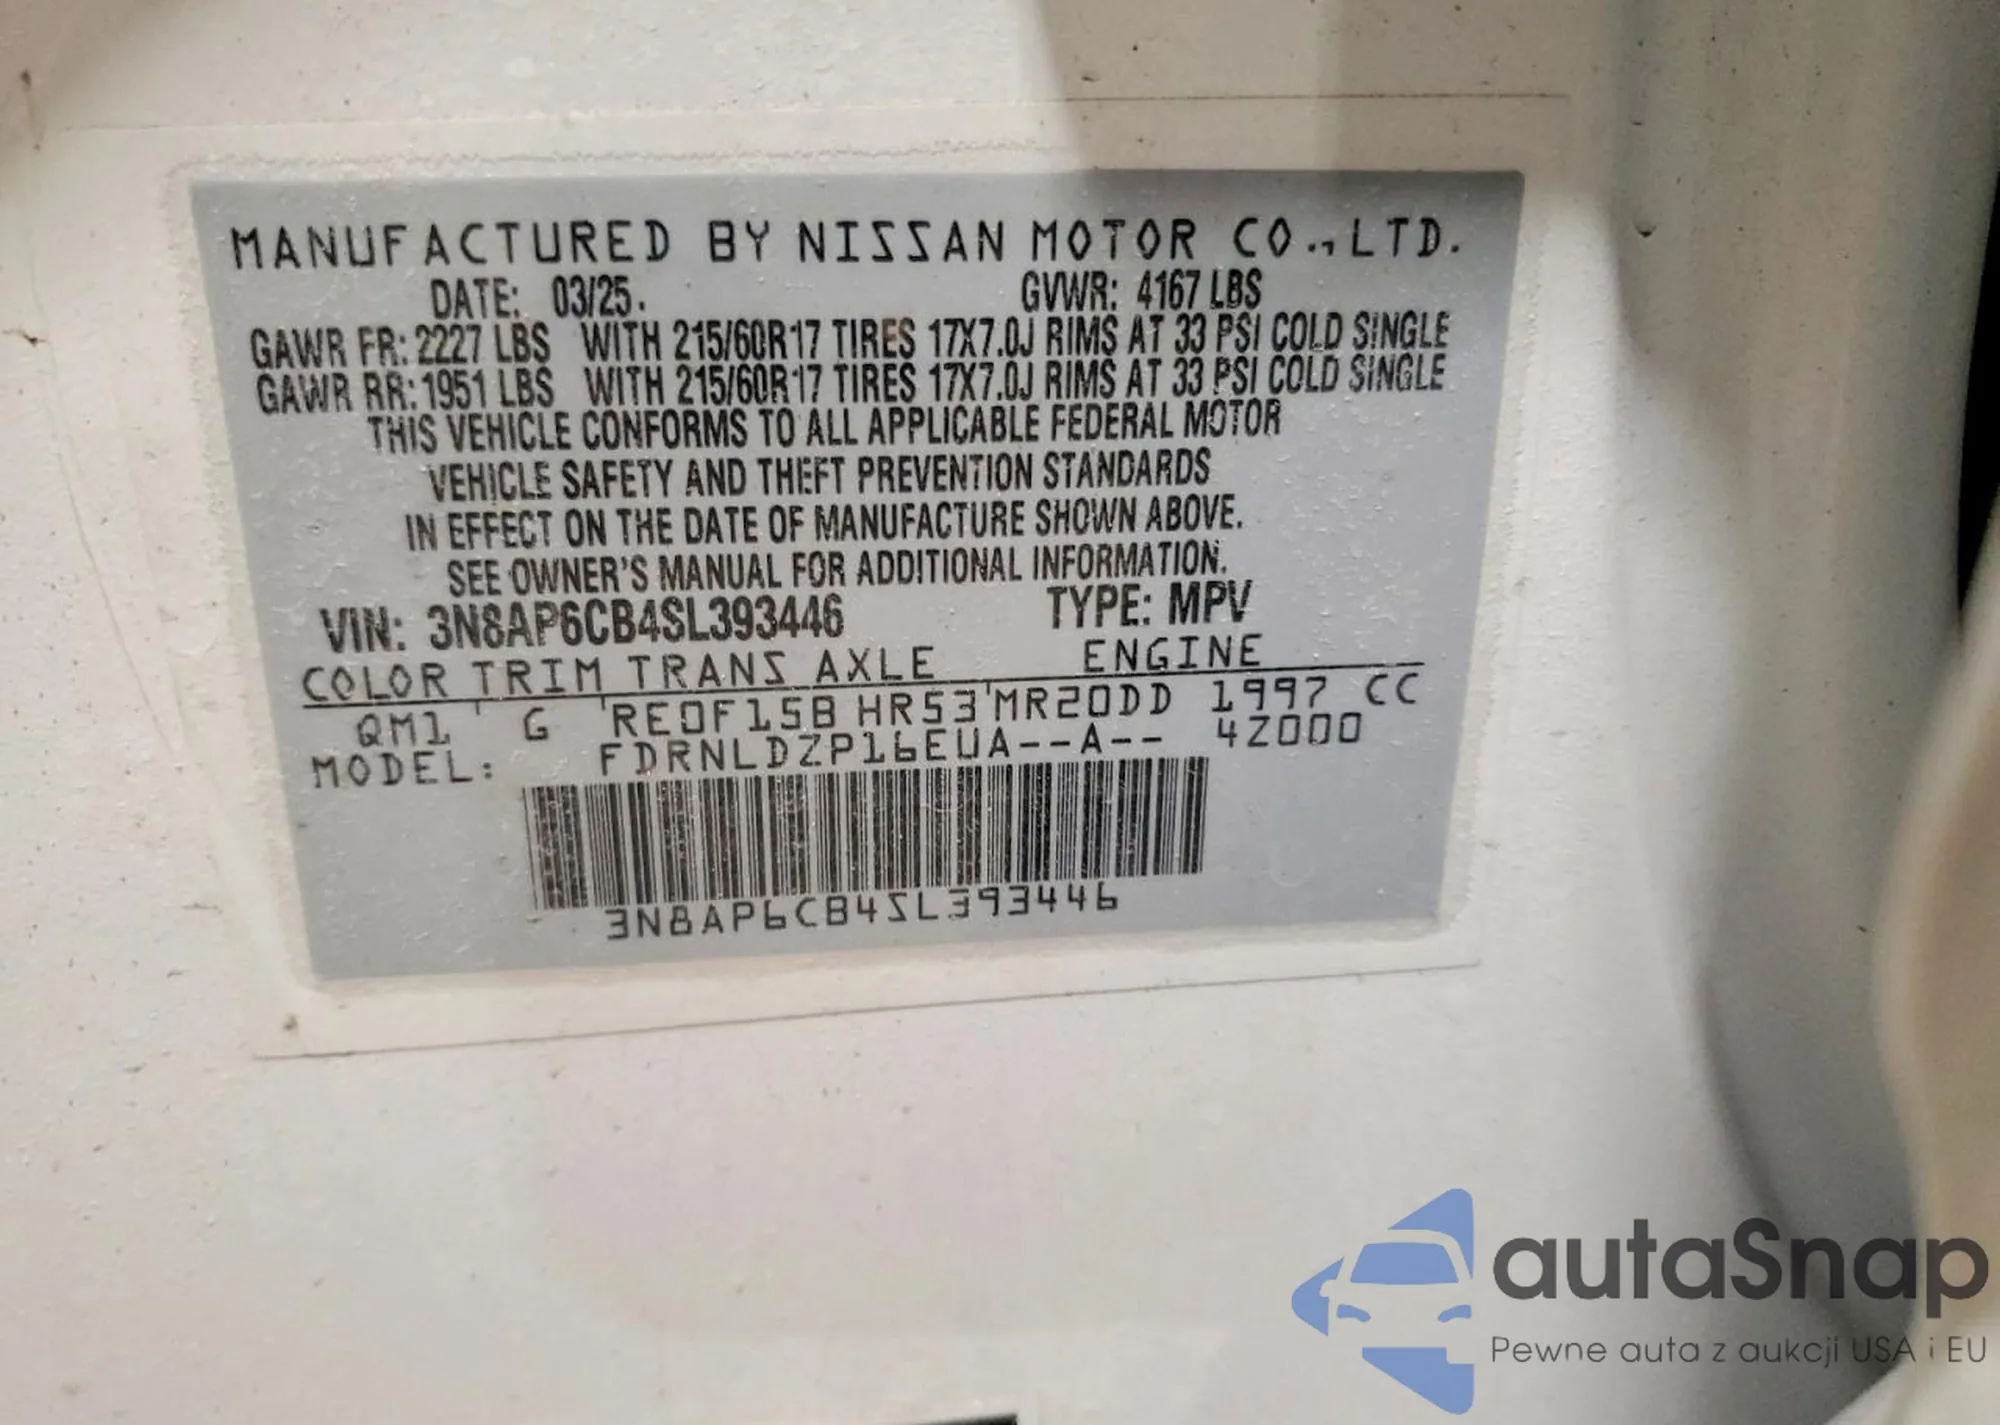 MANUFACTURED BY NISSAN MOTOR CO.,LTD.
DATE: 03/25. GVWR: 4167 LBS
GAWR FR: 2227 LBS WITH 215/60R17 TIRES 17X7.0J RIMS AT 33 PSI COLD SINGLE
GAWR RR: 1951 LBS WITH 215/60R17 TIRES 17X7.0J RIMS AT 33 PSI COLD SINGLE
THIS VEHICLE CONFORMS TO ALL APPLICABLE FEDERAL MOTOR
VEHICLE SAFETY AND THEFT PREVENTION STANDARDS
IN EFFECT ON THE DATE OF MANUFACTURE SHOWN ABOVE.
SEE OWNER'S MANUAL FOR ADDITIONAL INFORMATION.
VIN: 3N8AP6CB4SL393446 TYPE: MPV
COLOR TRIM TRANS AXLE ENGINE
QM1 G RE0F15B HR53 MR20DD 1997 CC
MODEL: FDRNLDZP16EUA--A-- 4Z000
3N8AP6CB4SL393446
autaSnap
Pewne auta z aukcji USA i EU